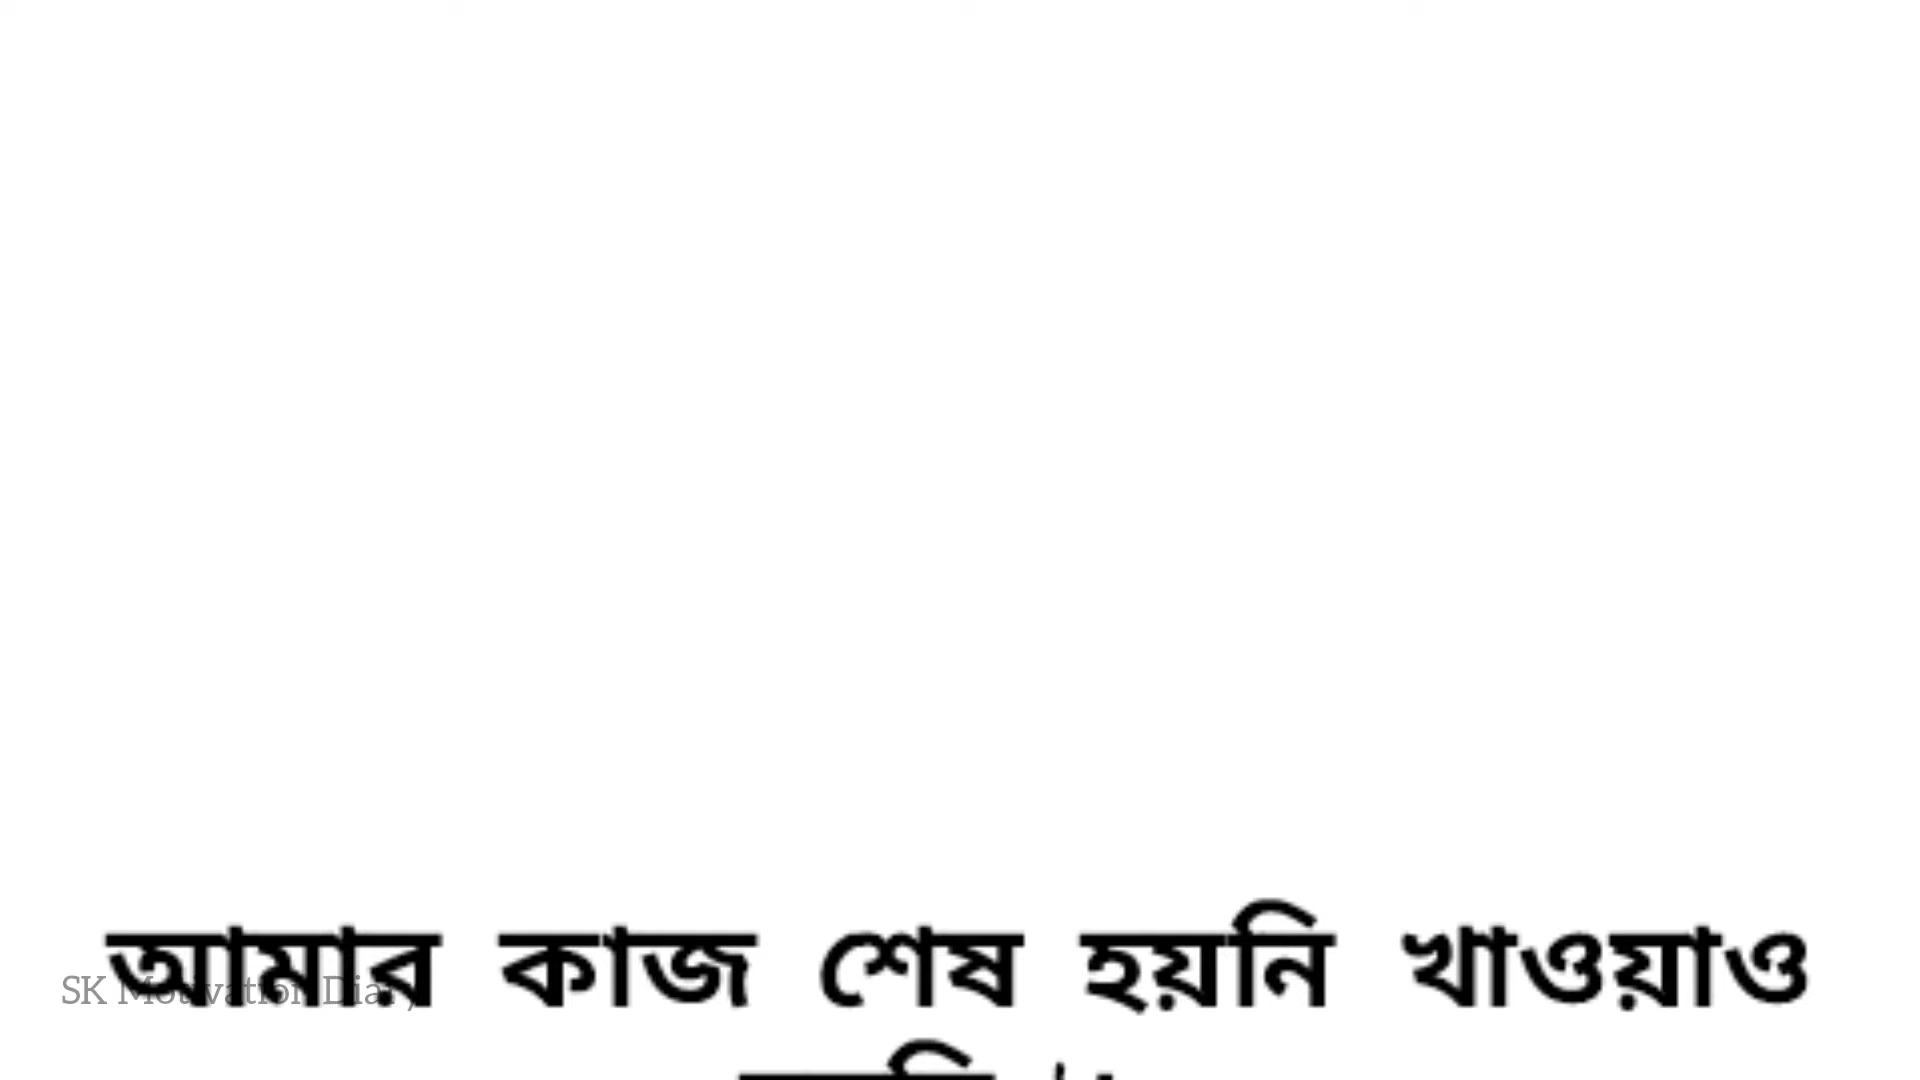 আমার কাজ শেষ হয়নি খাওয়াও
SK Motivation Diary